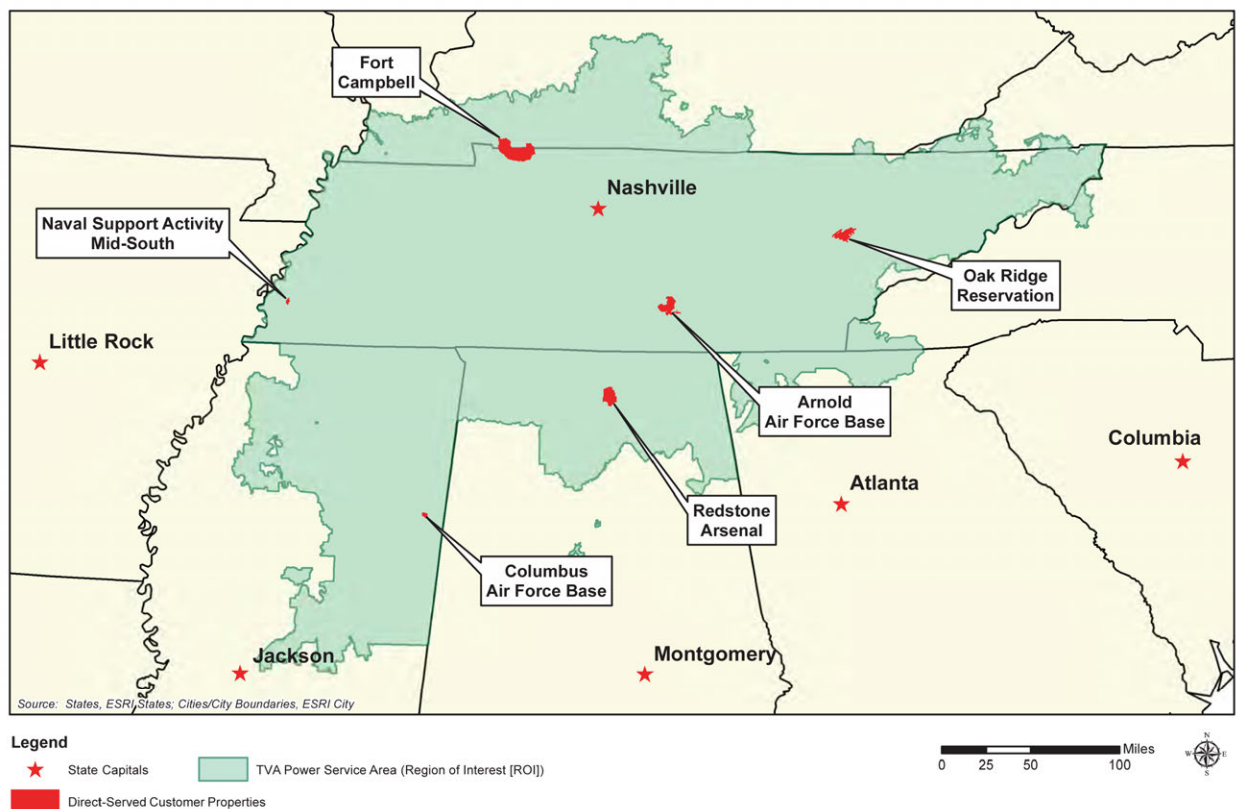 Fort
Campbell
Nashville
Naval Support Activity
Mid-South
Oak Ridge
Reservation
Little Rock
Arnold
Air Force Base
Columbia
Atlanta
Redstone
Arsenal
Columbus
Air Force Base
Jackson
Montgomery
Source: States, ESRI States; Cities/City Boundaries, ESRI City
Legend
State Capitals
TVA Power Service Area (Region of Interest [ROI])
Direct-Served Customer Properties
Miles
0 25 50 100
N
W E
S